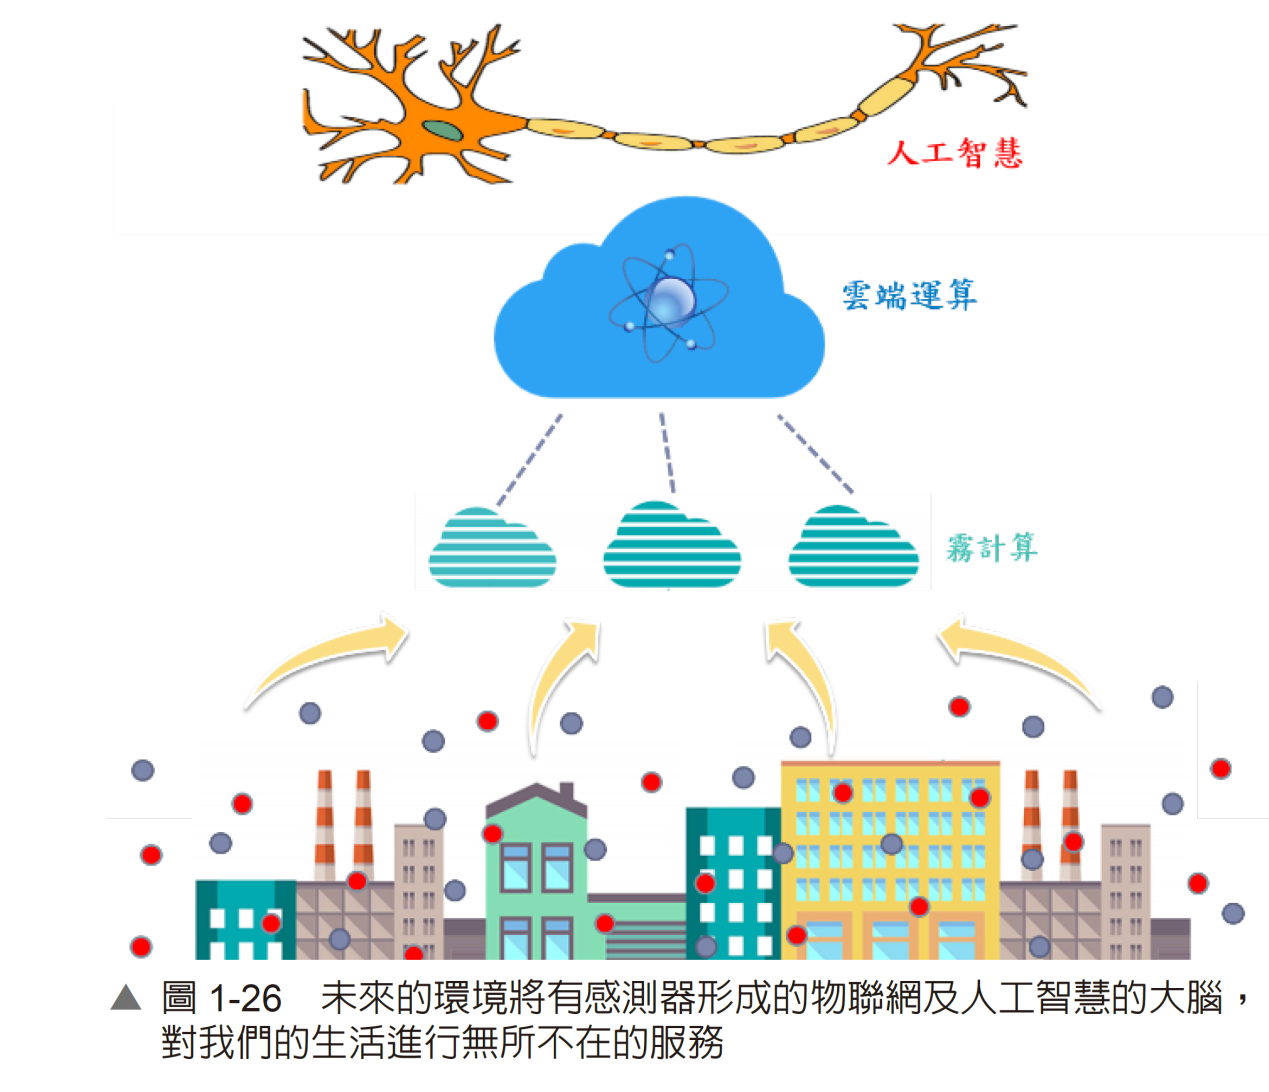 人工智慧
雲端運算
霧計算
▲ 圖 1-26 未來的環境將有感測器形成的物聯網及人工智慧的大腦，
對我們的生活進行無所不在的服務